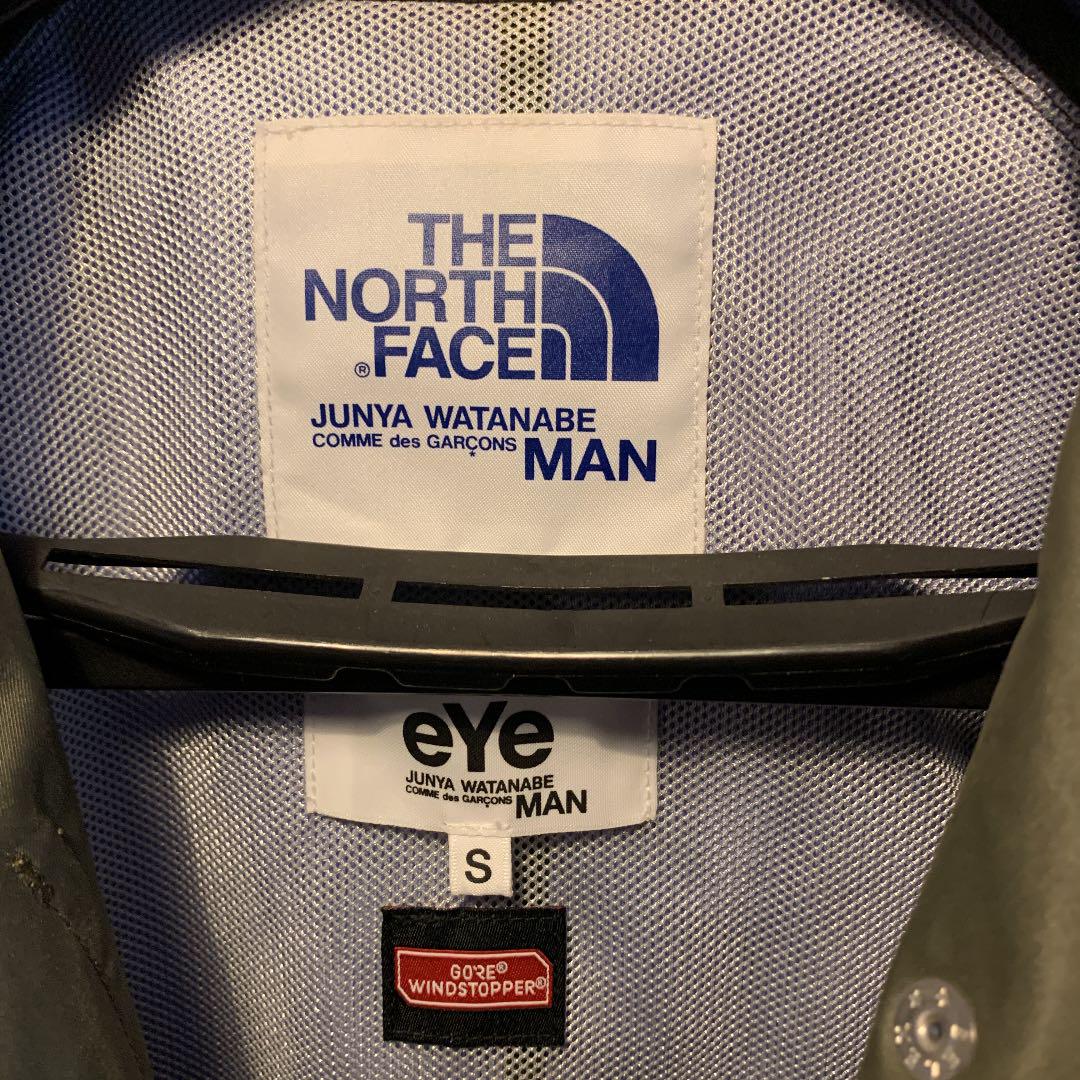 THE
NORTH
FACE
®
JUNYA WATANABE
COMME des GARÇONS MAN
eYe
JUNYA WATANABE
COMME des GARÇONS MAN
S
GORE®
WINDSTOPPER®